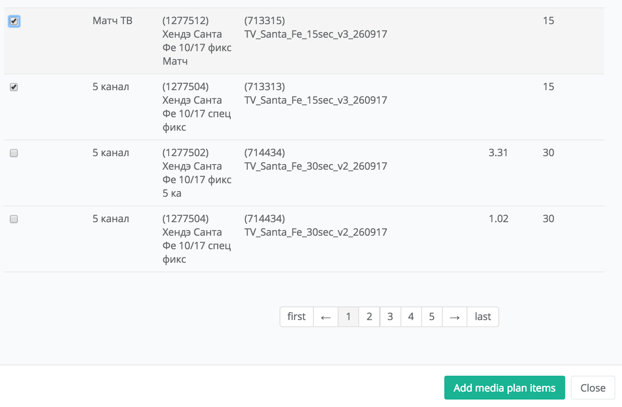 Матч ТВ (1277512) (713315) 15
Хендэ Санта TV_Santa_Fe_15sec_v3_260917
Фе 10/17 фикс
Матч
5 канал (1277504) (713313) 15
Хендэ Санта TV_Santa_Fe_15sec_v3_260917
Фе 10/17 спец
фикс
5 канал (1277502) (714434) 3.31 30
Хендэ Санта TV_Santa_Fe_30sec_v2_260917
Фе 10/17 фикс
5 ка
5 канал (1277504) (714434) 1.02 30
Хендэ Санта TV_Santa_Fe_30sec_v2_260917
Фе 10/17 спец
фикс
first ← 1 2 3 4 5 → last
Add media plan items Close